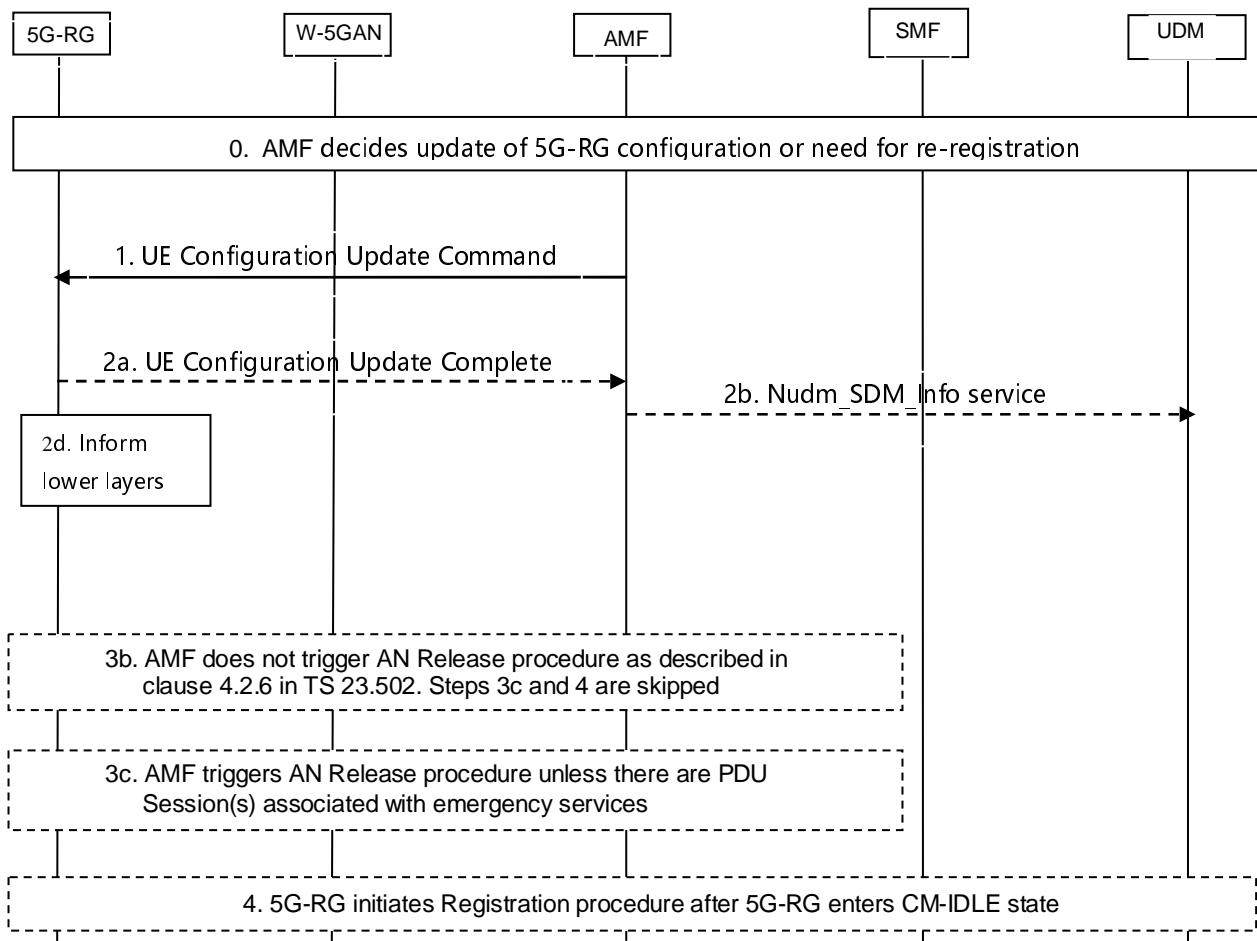 5G-RG
W-5GAN
AMF
SMF
UDM
0. AMF decides update of 5G-RG configuration or need for re-registration
1. UE Configuration Update Command
2a. UE Configuration Update Complete
2b. Nudm_SDM_Info service
2d. Inform
lower layers
3b. AMF does not trigger AN Release procedure as described in
clause 4.2.6 in TS 23.502. Steps 3c and 4 are skipped
3c. AMF triggers AN Release procedure unless there are PDU
Session(s) associated with emergency services
4. 5G-RG initiates Registration procedure after 5G-RG enters CM-IDLE state